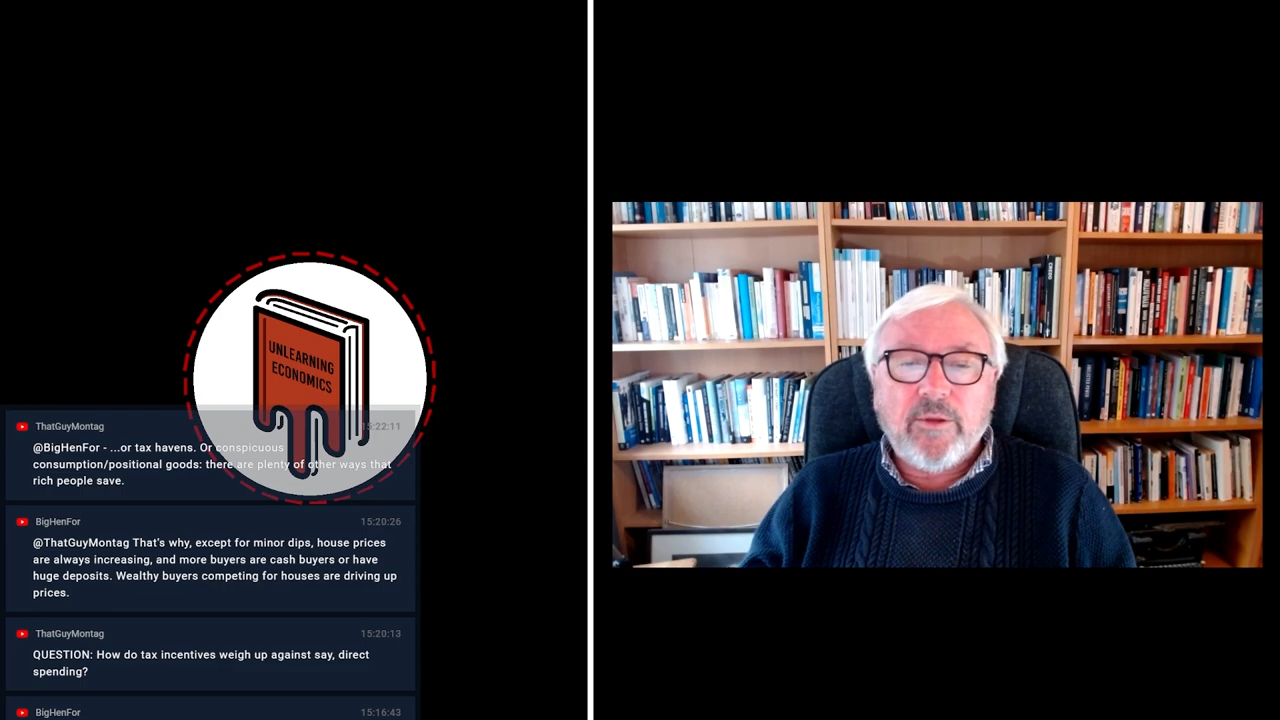 UNLEARNING
ECONOMICS
ThatGuyMontag 15:22:11
@BigHenFor - ...or tax havens. Or conspicuous
consumption/positional goods: there are plenty of other ways that
rich people save.
BigHenFor 15:20:26
@ThatGuyMontag That's why, except for minor dips, house prices
are always increasing, and more buyers are cash buyers or have
huge deposits. Wealthy buyers competing for houses are driving up
prices.
ThatGuyMontag 15:20:13
QUESTION: How do tax incentives weigh up against say, direct
spending?
BigHenFor 15:16:43